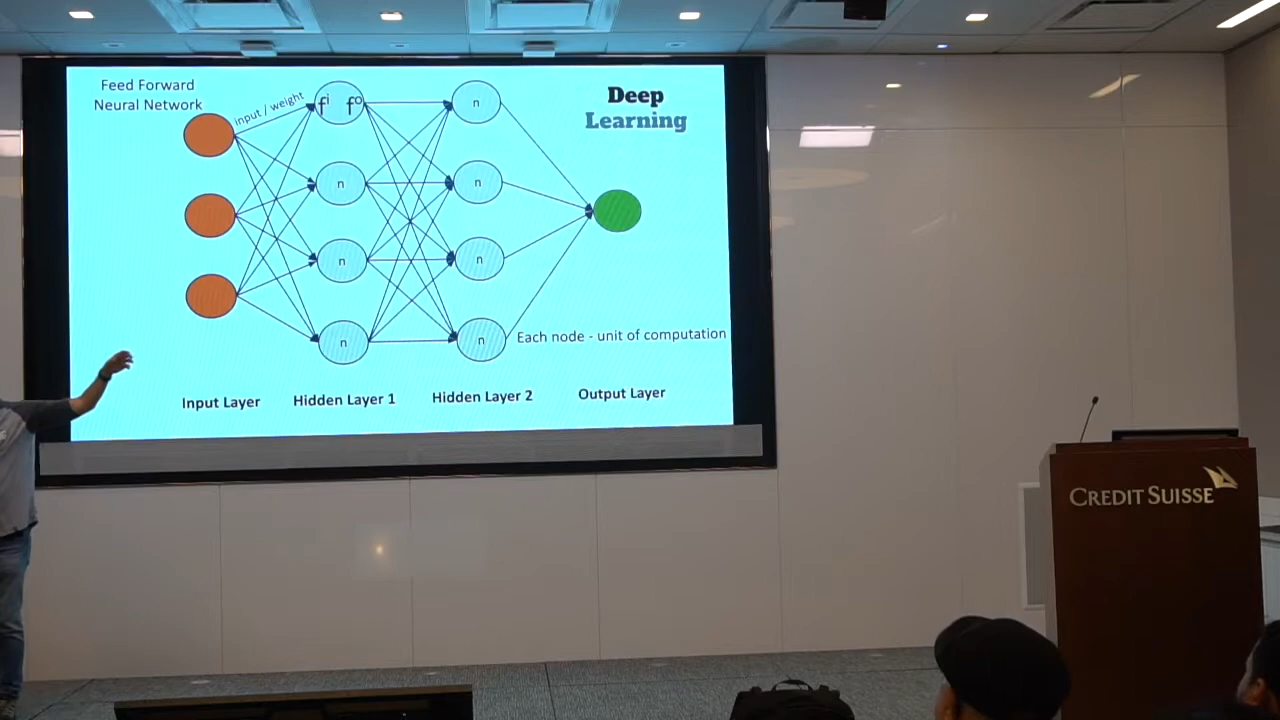 Feed Forward
Neural Network
Deep
Learning
input / weight
fi fo
n
n
n
n
n
n
n
Each node - unit of computation
Input Layer
Hidden Layer 1
Hidden Layer 2
Output Layer
CREDIT SUISSE